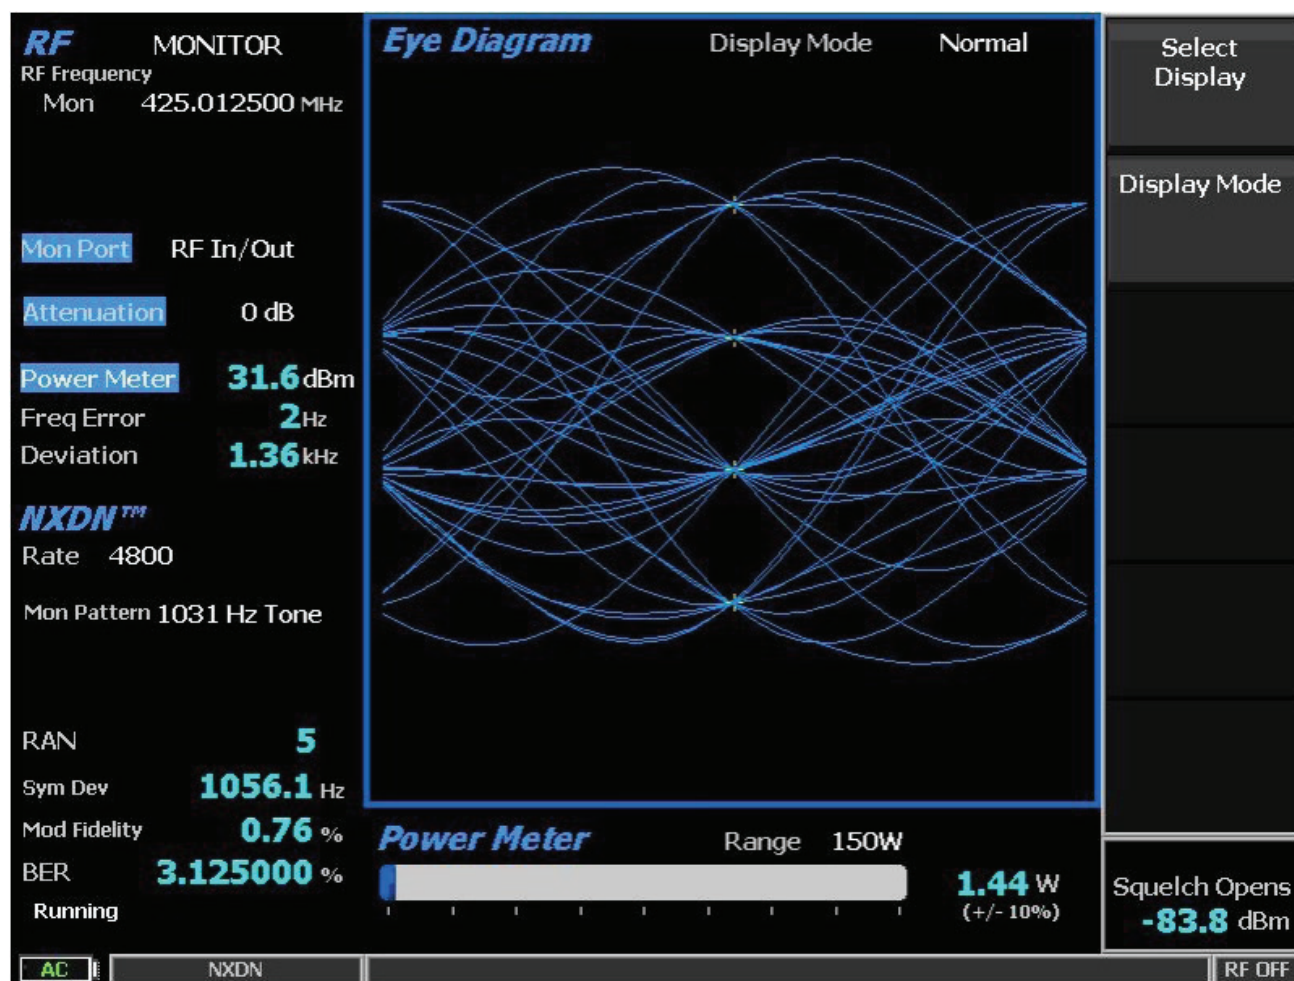 RF MONITOR
RF Frequency
Mon 425.012500 MHz
Mon Port RF In/Out
Attenuation 0 dB
Power Meter 31.6 dBm
Freq Error 2 Hz
Deviation 1.36 kHz
NXDN™
Rate 4800
Mon Pattern 1031 Hz Tone
RAN 5
Sym Dev 1056.1 Hz
Mod Fidelity 0.76 %
BER 3.125000 %
Running
Eye Diagram Display Mode Normal
Power Meter Range 150W
1.44 W
(+/- 10%)
Select
Display
Display Mode
Squelch Opens
-83.8 dBm
AC NXDN RF OFF